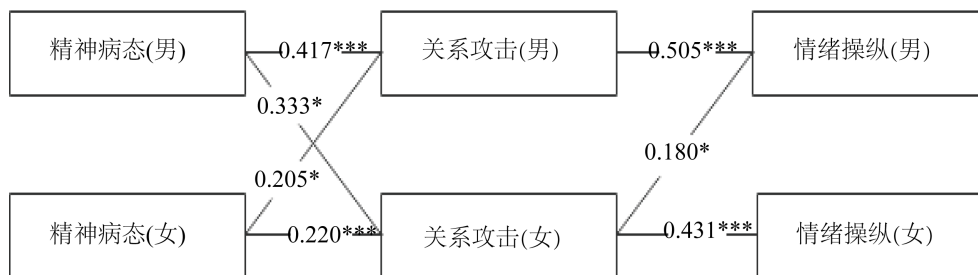 精神病态(男)
0.417***
关系攻击(男)
0.505***
情绪操纵(男)
0.333*
0.180*
0.205*
精神病态(女)
0.220***
关系攻击(女)
0.431***
情绪操纵(女)